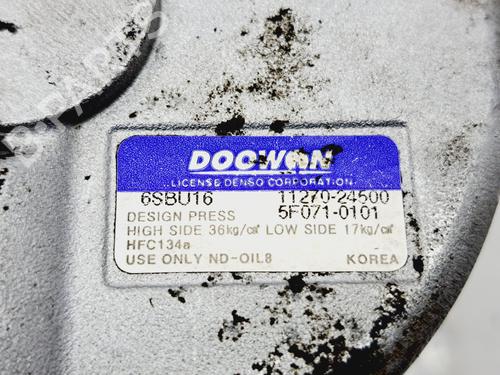 DOOWON
LICENSE DENSO CORPORATION
6SBU16 11270-24500
DESIGN PRESS 5F071-0101
HIGH SIDE 36kg/cm² LOW SIDE 17kg/cm²
HFC134a
USE ONLY ND-OIL8 KOREA
B-PARTS